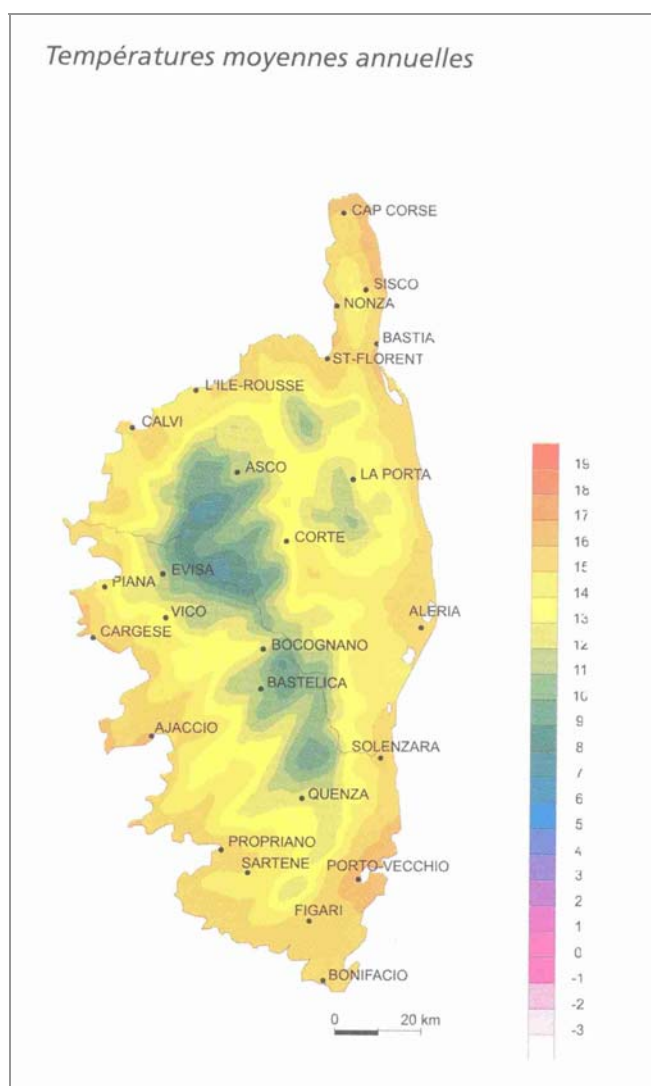 Températures moyennes annuelles
CAP CORSE
SISCO
NONZA
BASTIA
ST-FLORENT
L'ILE-ROUSSE
CALVI
ASCO
LA PORTA
CORTE
EVISA
PIANA
VICO
ALERIA
CARGESE
BOCOGNANO
BASTELICA
AJACCIO
SOLENZARA
QUENZA
PROPRIANO
SARTENE
PORTO-VECCHIO
FIGARI
BONIFACIO
0 20 km
19
18
17
16
15
14
13
12
11
10
9
8
7
6
5
4
3
2
1
0
-1
-2
-3